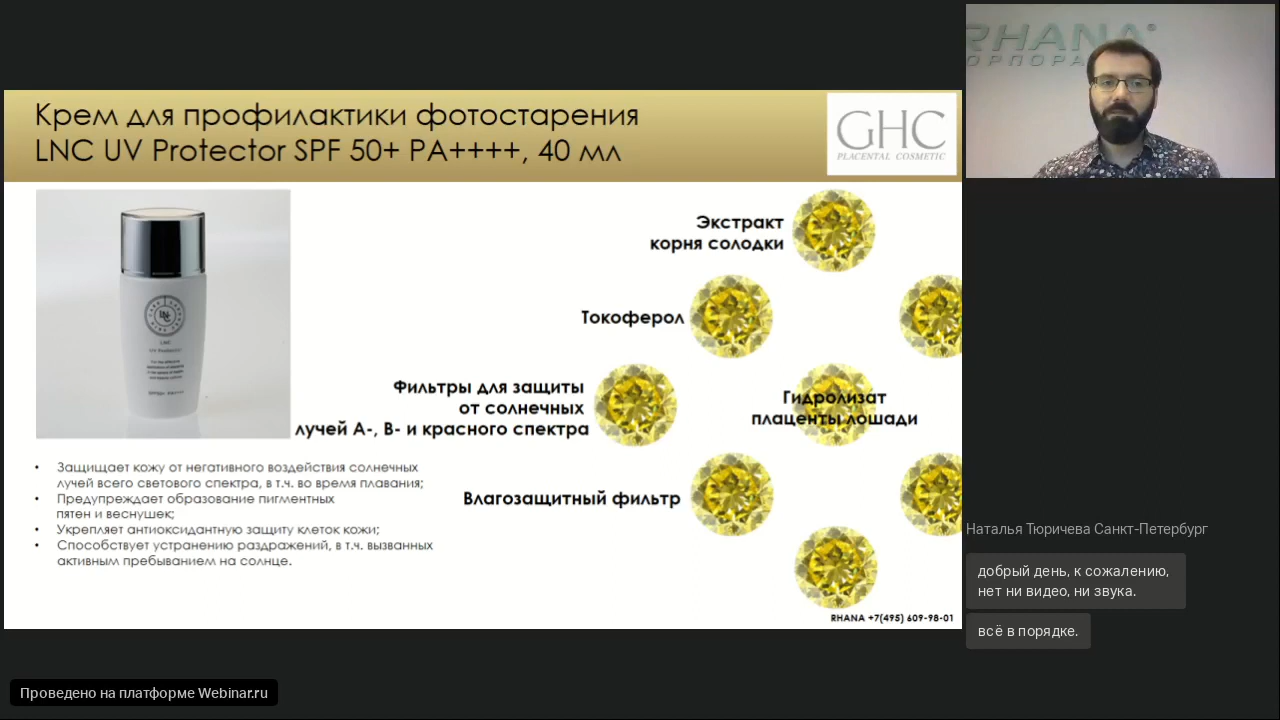 Крем для профилактики фотостарения
LNC UV Protector SPF 50+ PA++++, 40 мл
GHC
PLACENTAL COSMETIC
Экстракт
корня солодки
Токоферол
Фильтры для защиты
от солнечных
лучей А-, В- и красного спектра
Гидролизат
плаценты лошади
Влагозащитный фильтр
• Защищает кожу от негативного воздействия солнечных
лучей всего светового спектра, в т.ч. во время плавания;
• Предупреждает образование пигментных
пятен и веснушек;
• Укрепляет антиоксидантную защиту клеток кожи;
• Способствует устранению раздражений, в т.ч. вызванных
активным пребыванием на солнце.
RHANA +7(495) 609-98-01
LNC
UV Protector
RHANA
Наталья Тюричева Санкт-Петербург
добрый день, к сожалению,
нет ни видео, ни звука.
всё в порядке.
Проведено на платформе Webinar.ru